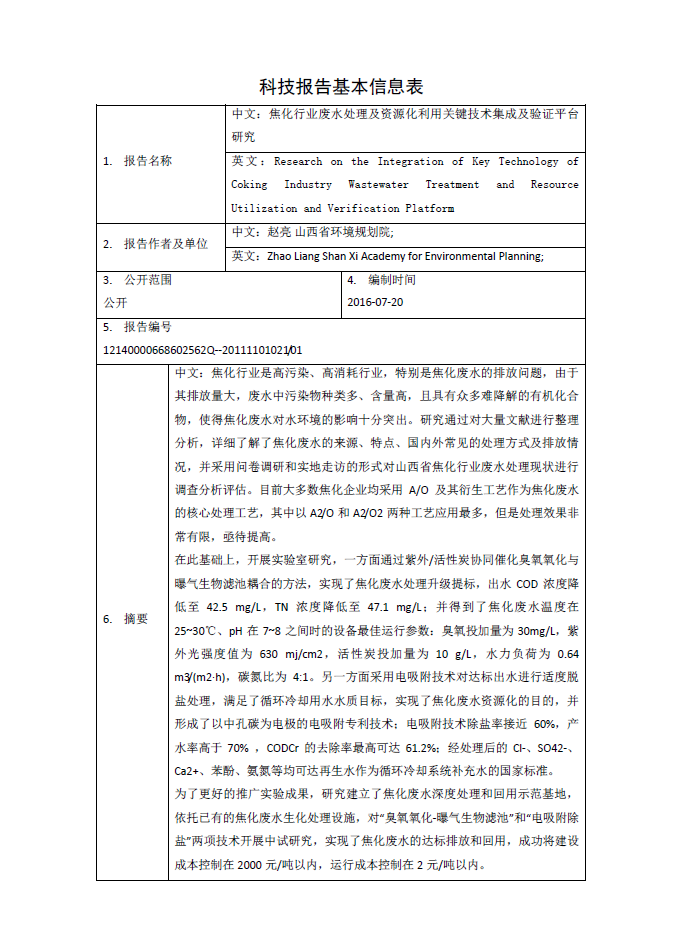 科技报告基本信息表
1. 报告名称
中文：焦化行业废水处理及资源化利用关键技术集成及验证平台
研究
英文：Research on the Integration of Key Technology of
Coking Industry Wastewater Treatment and Resource
Utilization and Verification Platform
2. 报告作者及单位
中文：赵亮 山西省环境规划院;
英文：Zhao Liang Shan Xi Academy for Environmental Planning;
3. 公开范围
公开
4. 编制时间
2016-07-20
5. 报告编号
12140000668602562Q--20111101021/01
6. 摘要
中文：焦化行业是高污染、高消耗行业，特别是焦化废水的排放问题，由于
其排放量大，废水中污染物种类多、含量高，且具有众多难降解的有机化合
物，使得焦化废水对水环境的影响十分突出。研究通过对大量文献进行整理
分析，详细了解了焦化废水的来源、特点、国内外常见的处理方式及排放情
况，并采用问卷调研和实地走访的形式对山西省焦化行业废水处理现状进行
调查分析评估。目前大多数焦化企业均采用 A/O 及其衍生工艺作为焦化废水
的核心处理工艺，其中以 A2/O 和 A2/O2 两种工艺应用最多，但是处理效果非
常有限，亟待提高。
在此基础上，开展实验室研究，一方面通过紫外/活性炭协同催化臭氧氧化与
曝气生物滤池耦合的方法，实现了焦化废水处理升级提标，出水 COD 浓度降
低至 42.5 mg/L，TN 浓度降低至 47.1 mg/L；并得到了焦化废水温度在
25~30℃、pH 在 7~8 之间时的设备最佳运行参数：臭氧投加量为 30mg/L，紫
外光强度值为 630 mj/cm2，活性炭投加量为 10 g/L，水力负荷为 0.64
m3/(m2·h)，碳氮比为 4:1。另一方面采用电吸附技术对达标出水进行适度脱
盐处理，满足了循环冷却用水水质目标，实现了焦化废水资源化的目的，并
形成了以中孔碳为电极的电吸附专利技术；电吸附技术除盐率接近 60%，产
水率高于 70% ，CODCr 的去除率最高可达 61.2%；经处理后的 Cl-、SO42-、
Ca2+、苯酚、氨氮等均可达再生水作为循环冷却系统补充水的国家标准。
为了更好的推广实验成果，研究建立了焦化废水深度处理和回用示范基地，
依托已有的焦化废水生化处理设施，对“臭氧氧化-曝气生物滤池”和“电吸附除
盐”两项技术开展中试研究，实现了焦化废水的达标排放和回用，成功将建设
成本控制在 2000 元/吨以内，运行成本控制在 2 元/吨以内。